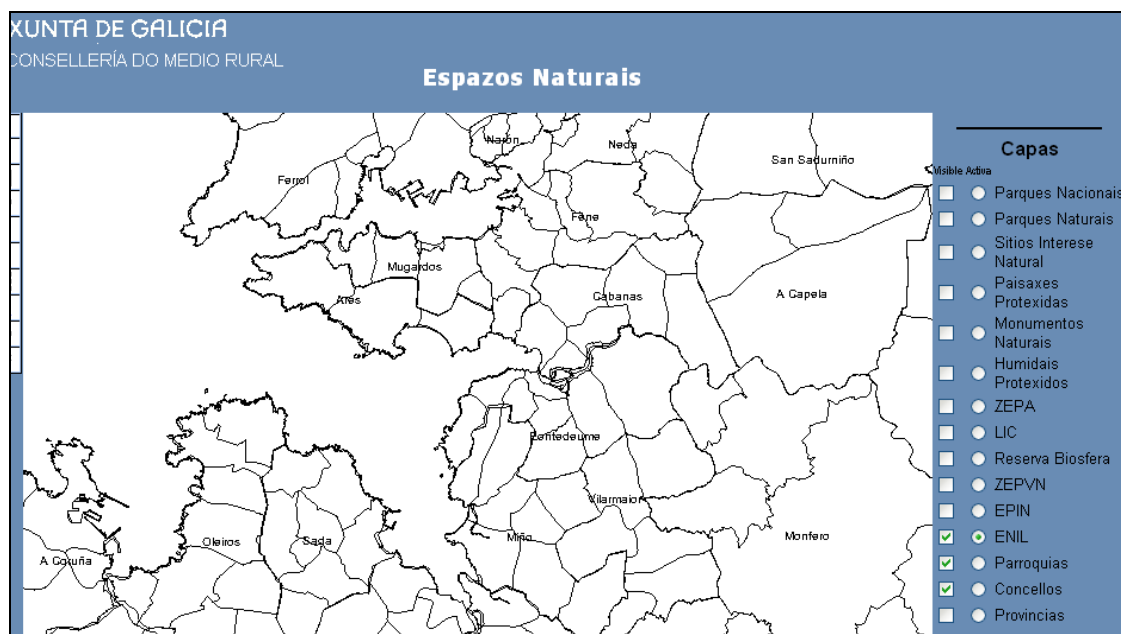 XUNTA DE GALICIA
CONSELLERÍA DO MEDIO RURAL
Espazos Naturais
Narón
Neda
San Sadurniño
Ferrol
Fene
Mugardos
Ares
Cabanas
A Capela
Pontedeume
Vilarmaior
Miño
Monfero
Oleiros
Sada
A Coruña
Capas
Visible Activa
Parques Nacionais
Parques Naturais
Sitios Interese
Natural
Paisaxes
Protexidas
Monumentos
Naturais
Humidais
Protexidos
ZEPA
LIC
Reserva Biosfera
ZEPVN
EPIN
ENIL
Parroquias
Concellos
Provincias